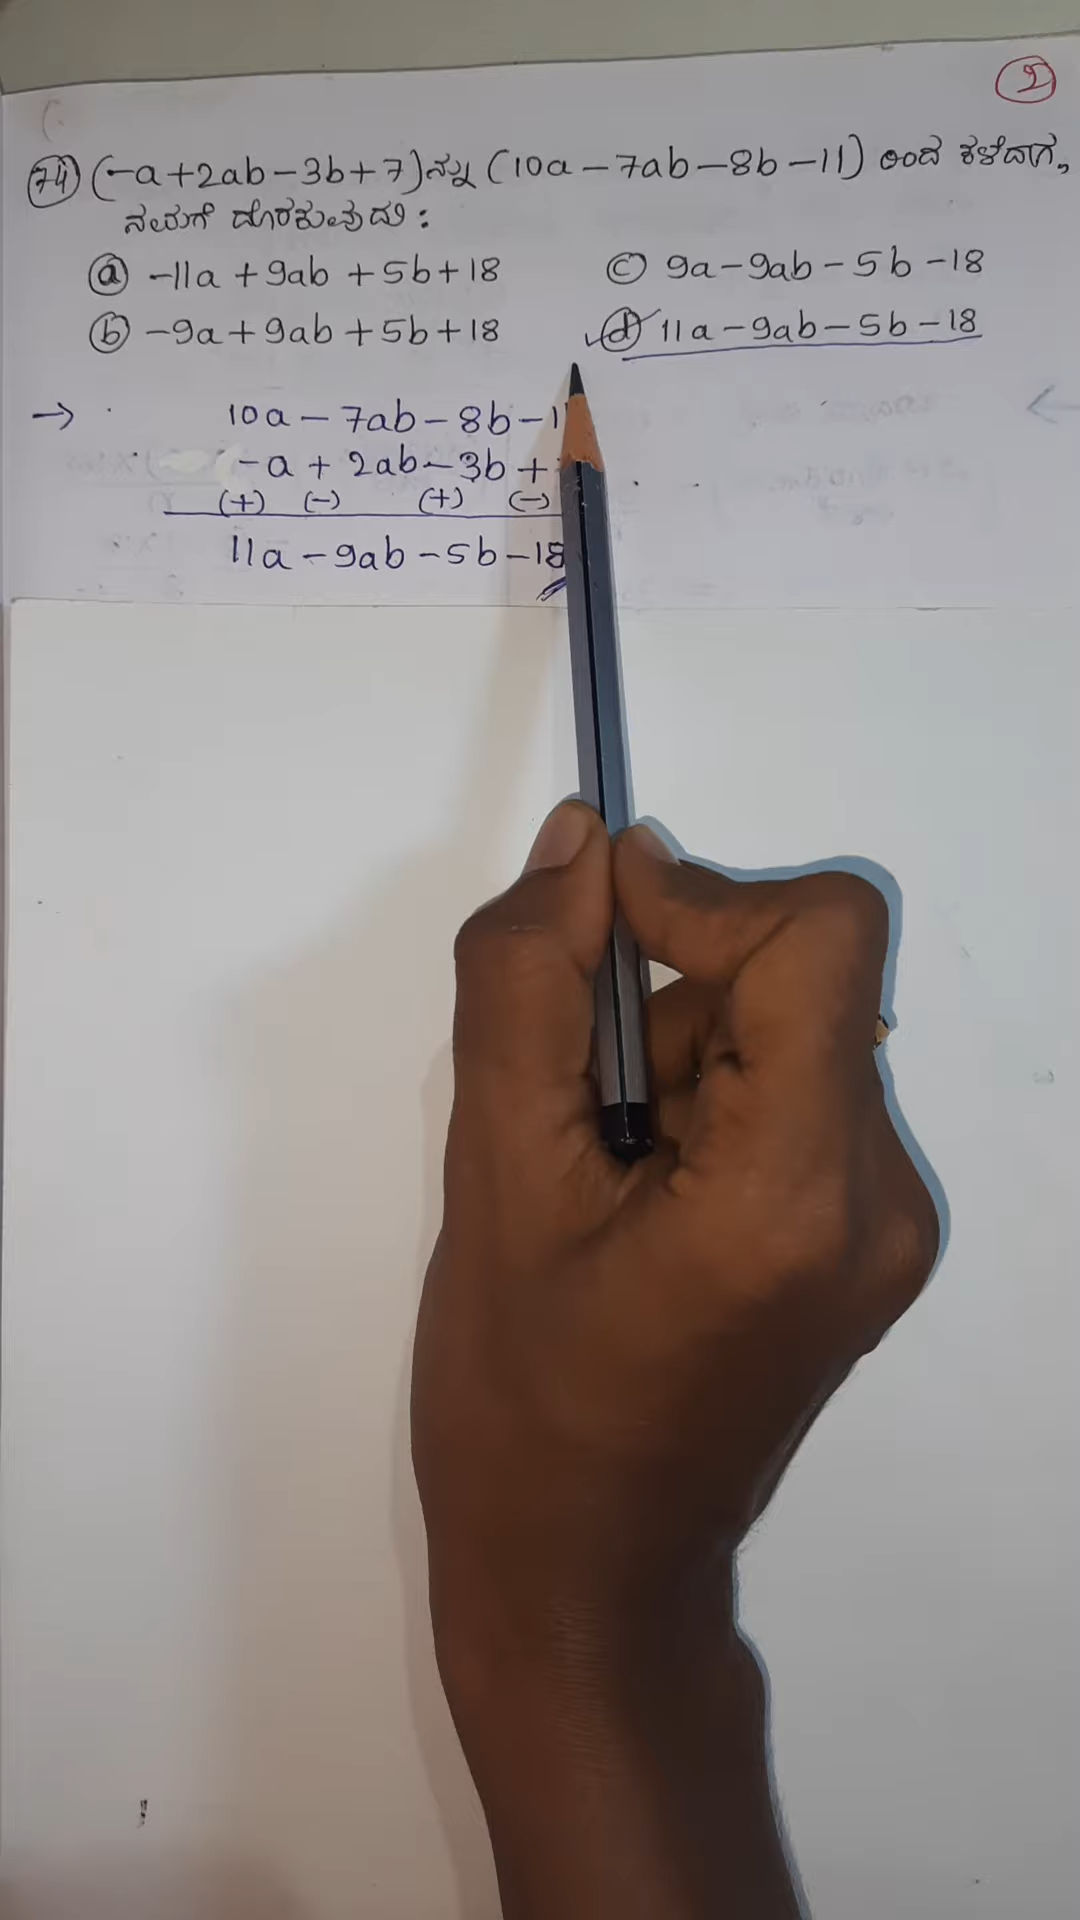 2
74 (-a+2ab-3b+7)ನ್ನು (10a-7ab-8b-11) ರಿಂದ ಕಳೆದಾಗ,
ನಮಗೆ ದೊರಕುವುದು :
a -11a+9ab+5b+18
c 9a-9ab-5b-18
b -9a+9ab+5b+18
d 11a-9ab-5b-18
→ 10a-7ab-8b-1
-a+2ab-3b+
(+) (-) (+) (-)
11a-9ab-5b-18